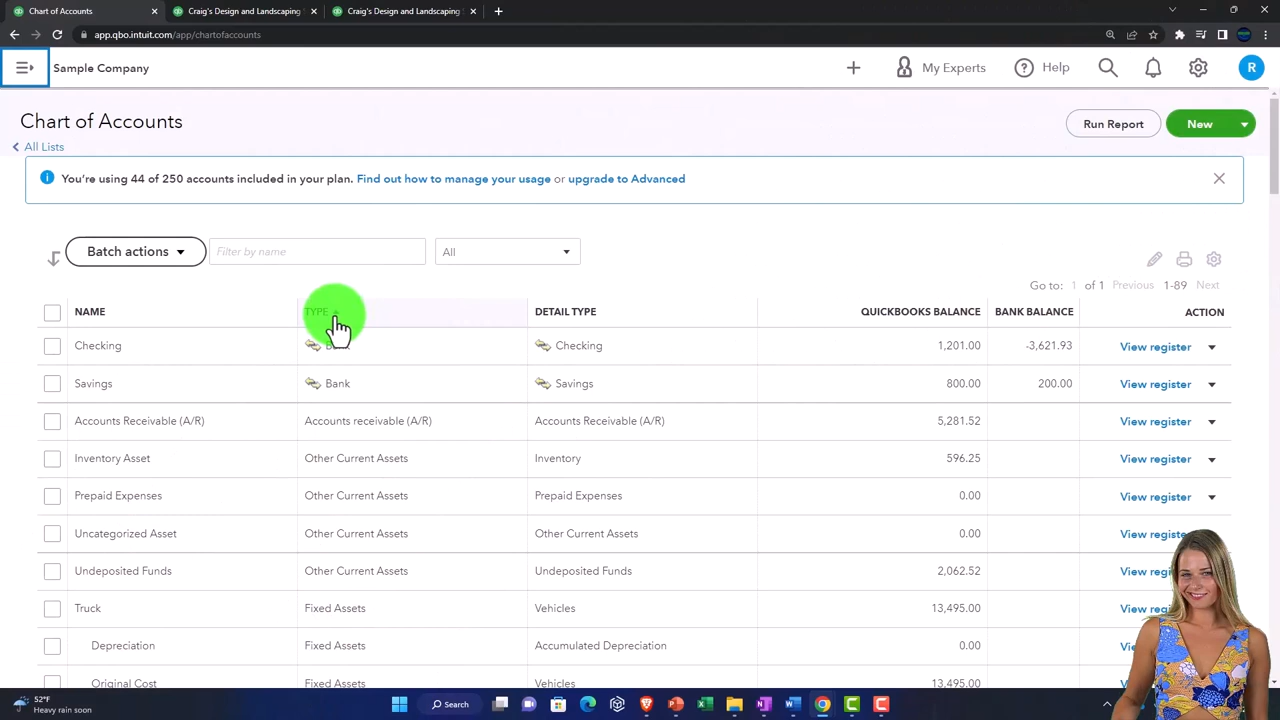 Chart of Accounts
Craig's Design and Landscaping
Craig's Design and Landscaping
app.qbo.intuit.com/app/chartofaccounts
Sample Company
My Experts
Help
R
Chart of Accounts
Run Report
New
All Lists
You're using 44 of 250 accounts included in your plan. Find out how to manage your usage or upgrade to Advanced
Batch actions
Filter by name
All
Go to: 1 of 1 Previous 1-89 Next
NAME TYPE DETAIL TYPE QUICKBOOKS BALANCE BANK BALANCE ACTION
Checking Bank Checking 1,201.00 -3,621.93 View register
Savings Bank Savings 800.00 200.00 View register
Accounts Receivable (A/R) Accounts receivable (A/R) Accounts Receivable (A/R) 5,281.52 View register
Inventory Asset Other Current Assets Inventory 596.25 View register
Prepaid Expenses Other Current Assets Prepaid Expenses 0.00 View register
Uncategorized Asset Other Current Assets Other Current Assets 0.00 View register
Undeposited Funds Other Current Assets Undeposited Funds 2,062.52 View
Truck Fixed Assets Vehicles 13,495.00 View
Depreciation Fixed Assets Accumulated Depreciation 0.00
Original Cost Fixed Assets Vehicles 13,495.00
52°F
Heavy rain soon
Search